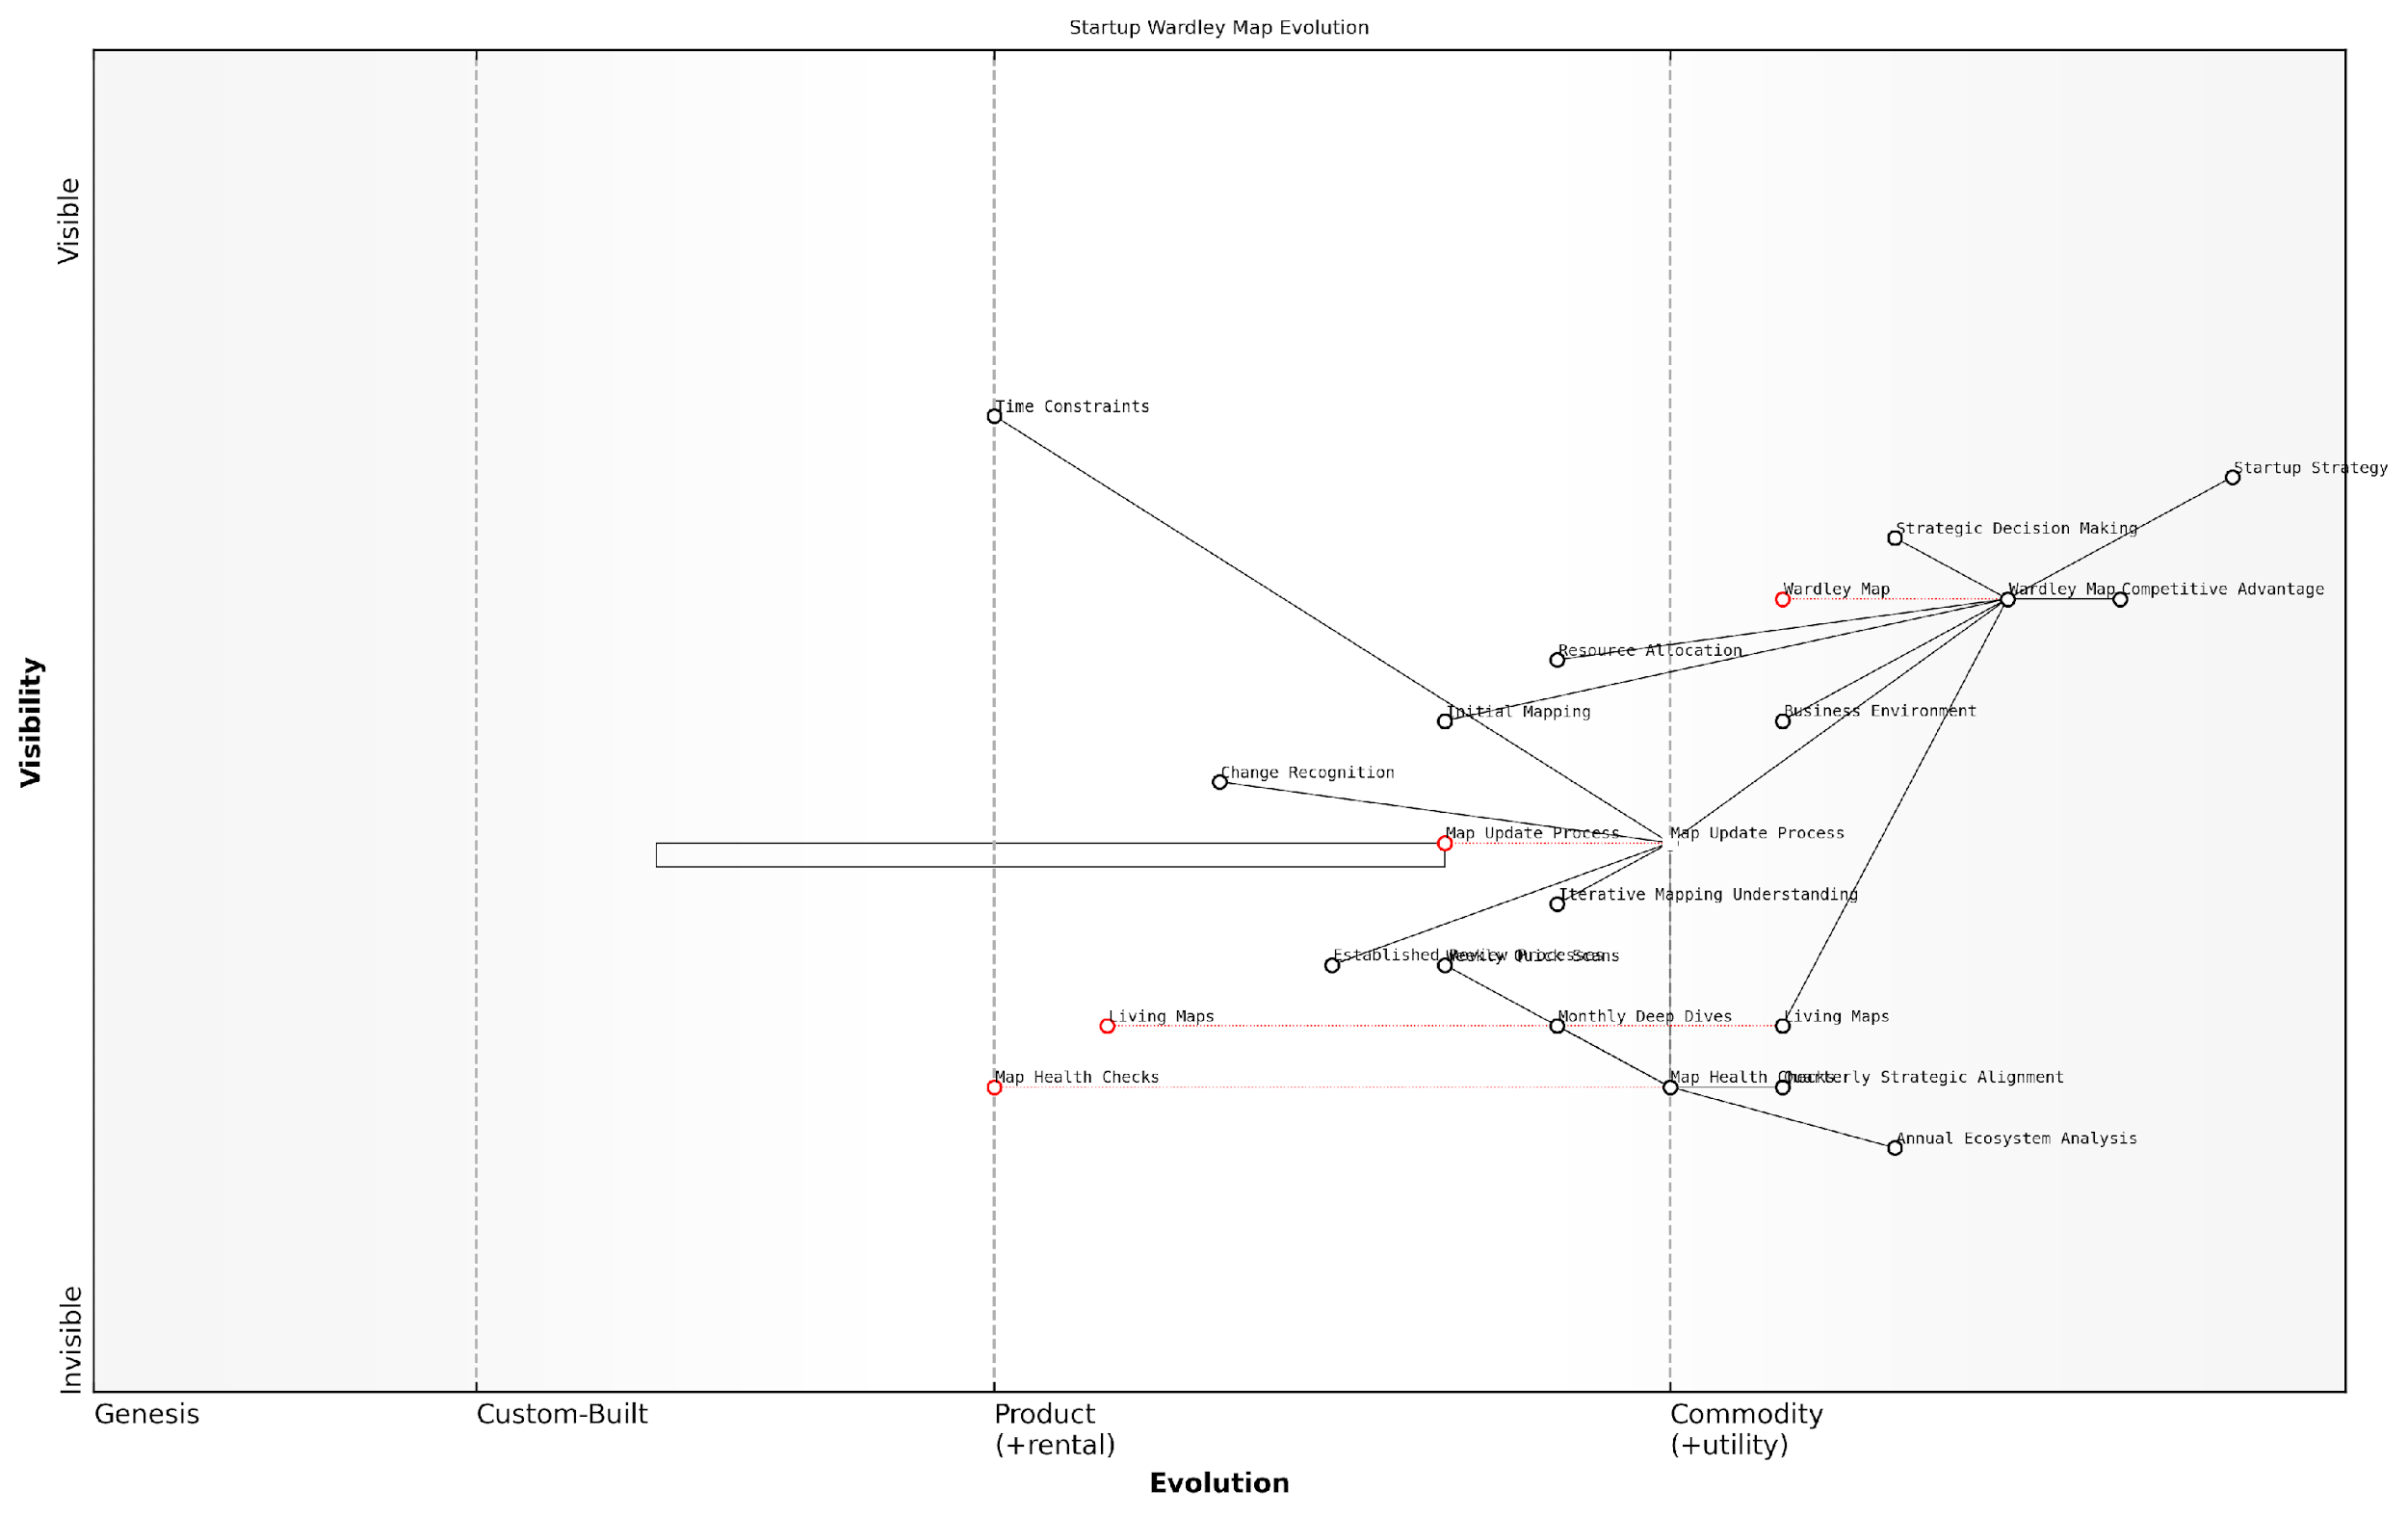 Startup Wardley Map Evolution
Visible
Visibility
Invisible
Time Constraints
Startup Strategy
Strategic Decision Making
Wardley Map
Wardley Map
Competitive Advantage
Resource Allocation
Initial Mapping
Business Environment
Change Recognition
Map Update Process
Map Update Process
Iterative Mapping Understanding
Established Review Processes
Weekly Quick Scans
Living Maps
Monthly Deep Dives
Living Maps
Map Health Checks
Map Health Checks
Quarterly Strategic Alignment
Annual Ecosystem Analysis
Genesis
Custom-Built
Product
(+rental)
Commodity
(+utility)
Evolution